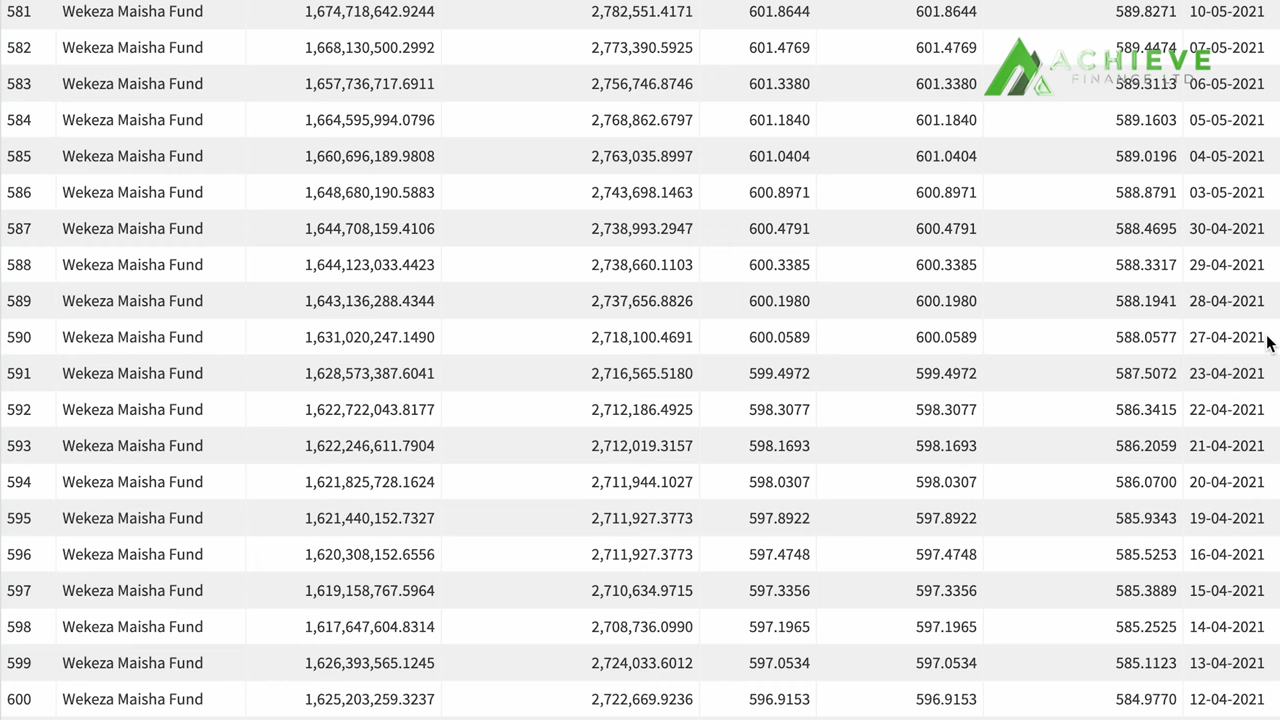 581 Wekeza Maisha Fund 1,674,718,642.9244 2,782,551.4171 601.8644 601.8644 589.8271 10-05-2021
582 Wekeza Maisha Fund 1,668,130,500.2992 2,773,390.5925 601.4769 601.4769 589.4474 07-05-2021
ACHIEVE
FINANCE LTD
583 Wekeza Maisha Fund 1,657,736,717.6911 2,756,746.8746 601.3380 601.3380 589.3113 06-05-2021
584 Wekeza Maisha Fund 1,664,595,994.0796 2,768,862.6797 601.1840 601.1840 589.1603 05-05-2021
585 Wekeza Maisha Fund 1,660,696,189.9808 2,763,035.8997 601.0404 601.0404 589.0196 04-05-2021
586 Wekeza Maisha Fund 1,648,680,190.5883 2,743,698.1463 600.8971 600.8971 588.8791 03-05-2021
587 Wekeza Maisha Fund 1,644,708,159.4106 2,738,993.2947 600.4791 600.4791 588.4695 30-04-2021
588 Wekeza Maisha Fund 1,644,123,033.4423 2,738,660.1103 600.3385 600.3385 588.3317 29-04-2021
589 Wekeza Maisha Fund 1,643,136,288.4344 2,737,656.8826 600.1980 600.1980 588.1941 28-04-2021
590 Wekeza Maisha Fund 1,631,020,247.1490 2,718,100.4691 600.0589 600.0589 588.0577 27-04-2021
591 Wekeza Maisha Fund 1,628,573,387.6041 2,716,565.5180 599.4972 599.4972 587.5072 23-04-2021
592 Wekeza Maisha Fund 1,622,722,043.8177 2,712,186.4925 598.3077 598.3077 586.3415 22-04-2021
593 Wekeza Maisha Fund 1,622,246,611.7904 2,712,019.3157 598.1693 598.1693 586.2059 21-04-2021
594 Wekeza Maisha Fund 1,621,825,728.1624 2,711,944.1027 598.0307 598.0307 586.0700 20-04-2021
595 Wekeza Maisha Fund 1,621,440,152.7327 2,711,927.3773 597.8922 597.8922 585.9343 19-04-2021
596 Wekeza Maisha Fund 1,620,308,152.6556 2,711,927.3773 597.4748 597.4748 585.5253 16-04-2021
597 Wekeza Maisha Fund 1,619,158,767.5964 2,710,634.9715 597.3356 597.3356 585.3889 15-04-2021
598 Wekeza Maisha Fund 1,617,647,604.8314 2,708,736.0990 597.1965 597.1965 585.2525 14-04-2021
599 Wekeza Maisha Fund 1,626,393,565.1245 2,724,033.6012 597.0534 597.0534 585.1123 13-04-2021
600 Wekeza Maisha Fund 1,625,203,259.3237 2,722,669.9236 596.9153 596.9153 584.9770 12-04-2021